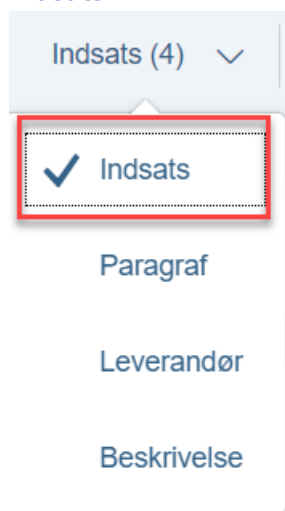 Indsats (4)
Indsats
Paragraf
Leverandør
Beskrivelse